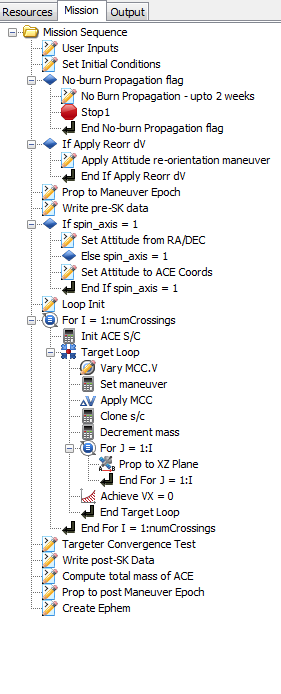 Resources Mission Output
Mission Sequence
User Inputs
Set Initial Conditions
No-burn Propagation flag
No Burn Propagation - upto 2 weeks
Stop1
End No-burn Propagation flag
If Apply Reorr dV
Apply Attitude re-orientation maneuver
End If Apply Reorr dV
Prop to Maneuver Epoch
Write pre-SK data
If spin_axis = 1
Set Attitude from RA/DEC
Else spin_axis = 1
Set Attitude to ACE Coords
End If spin_axis = 1
Loop Init
For I = 1:numCrossings
Init ACE S/C
Target Loop
Vary MCC.V
Set maneuver
Apply MCC
Clone s/c
Decrement mass
For J = 1:I
Prop to XZ Plane
End For J = 1:I
Achieve VX = 0
End Target Loop
End For I = 1:numCrossings
Targeter Convergence Test
Write post-SK Data
Compute total mass of ACE
Prop to post Maneuver Epoch
Create Ephem